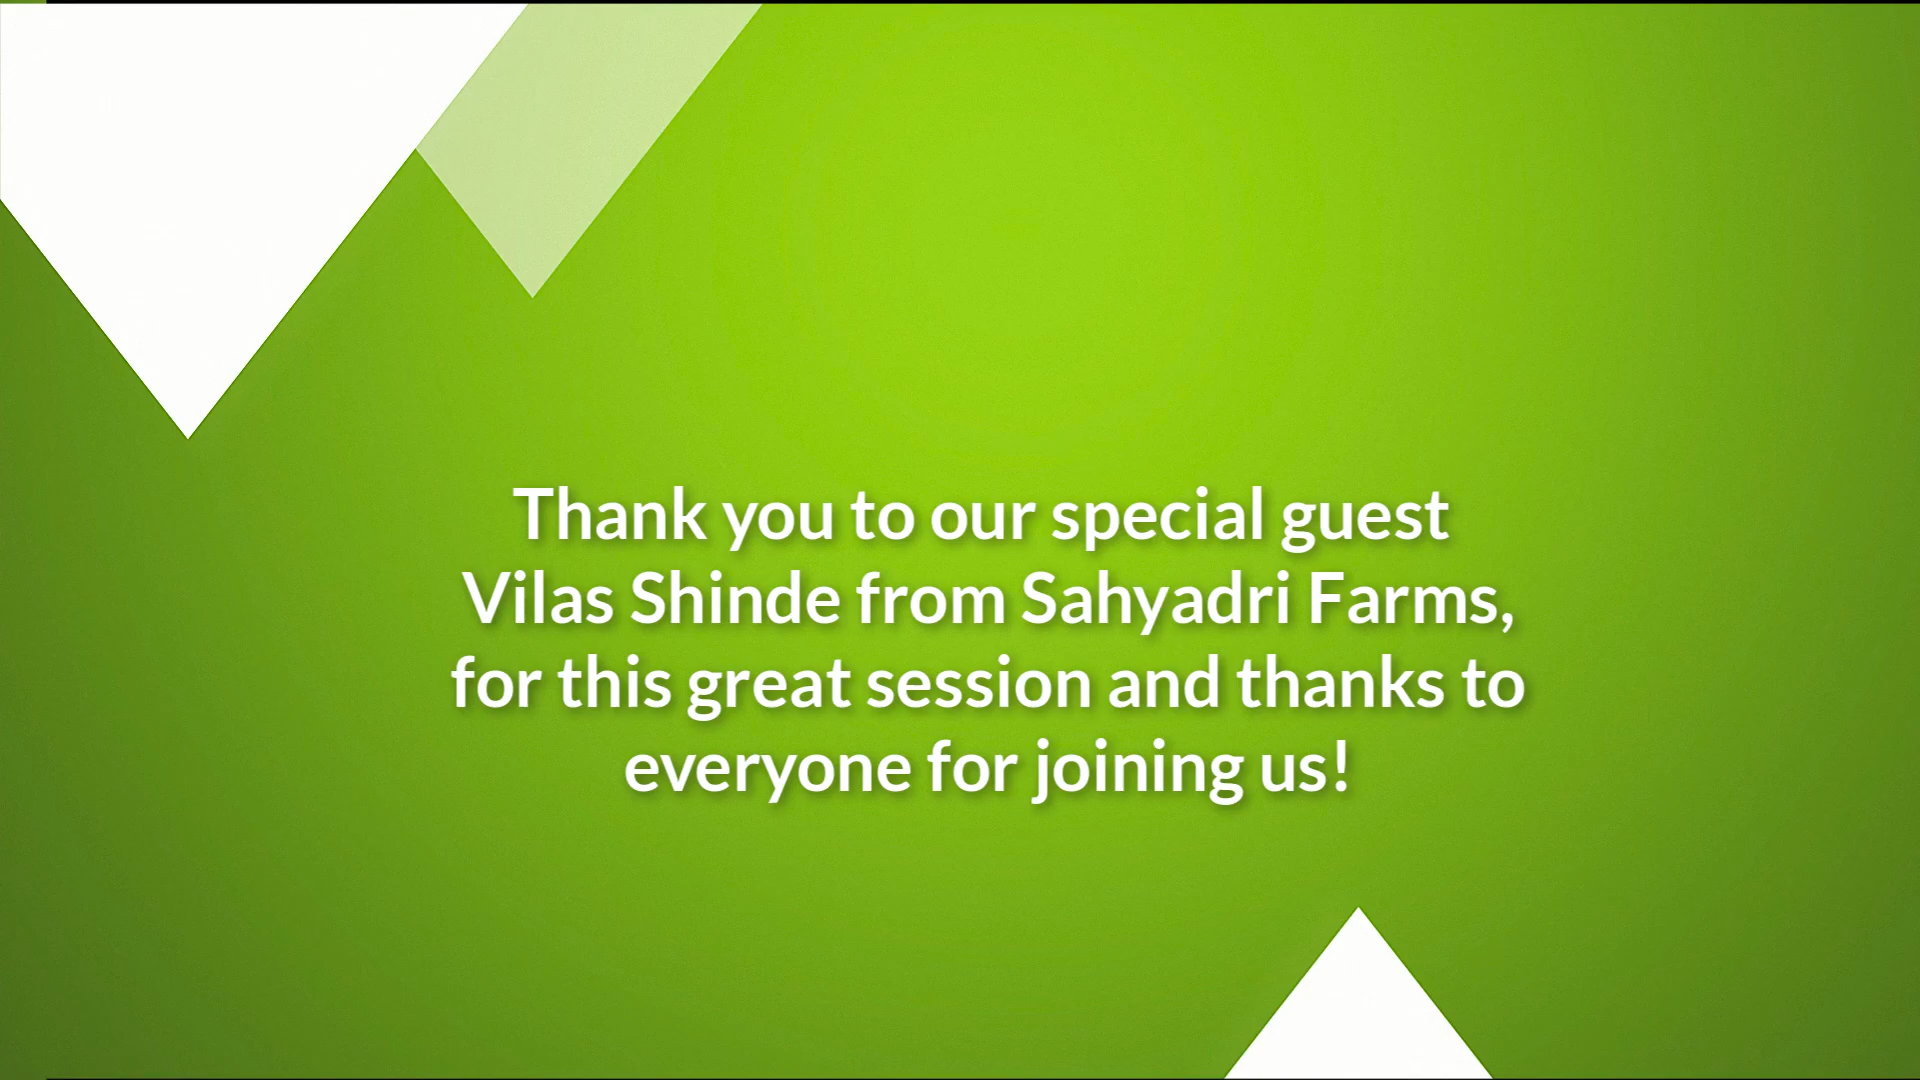 Thank you to our special guest
Vilas Shinde from Sahyadri Farms,
for this great session and thanks to
everyone for joining us!